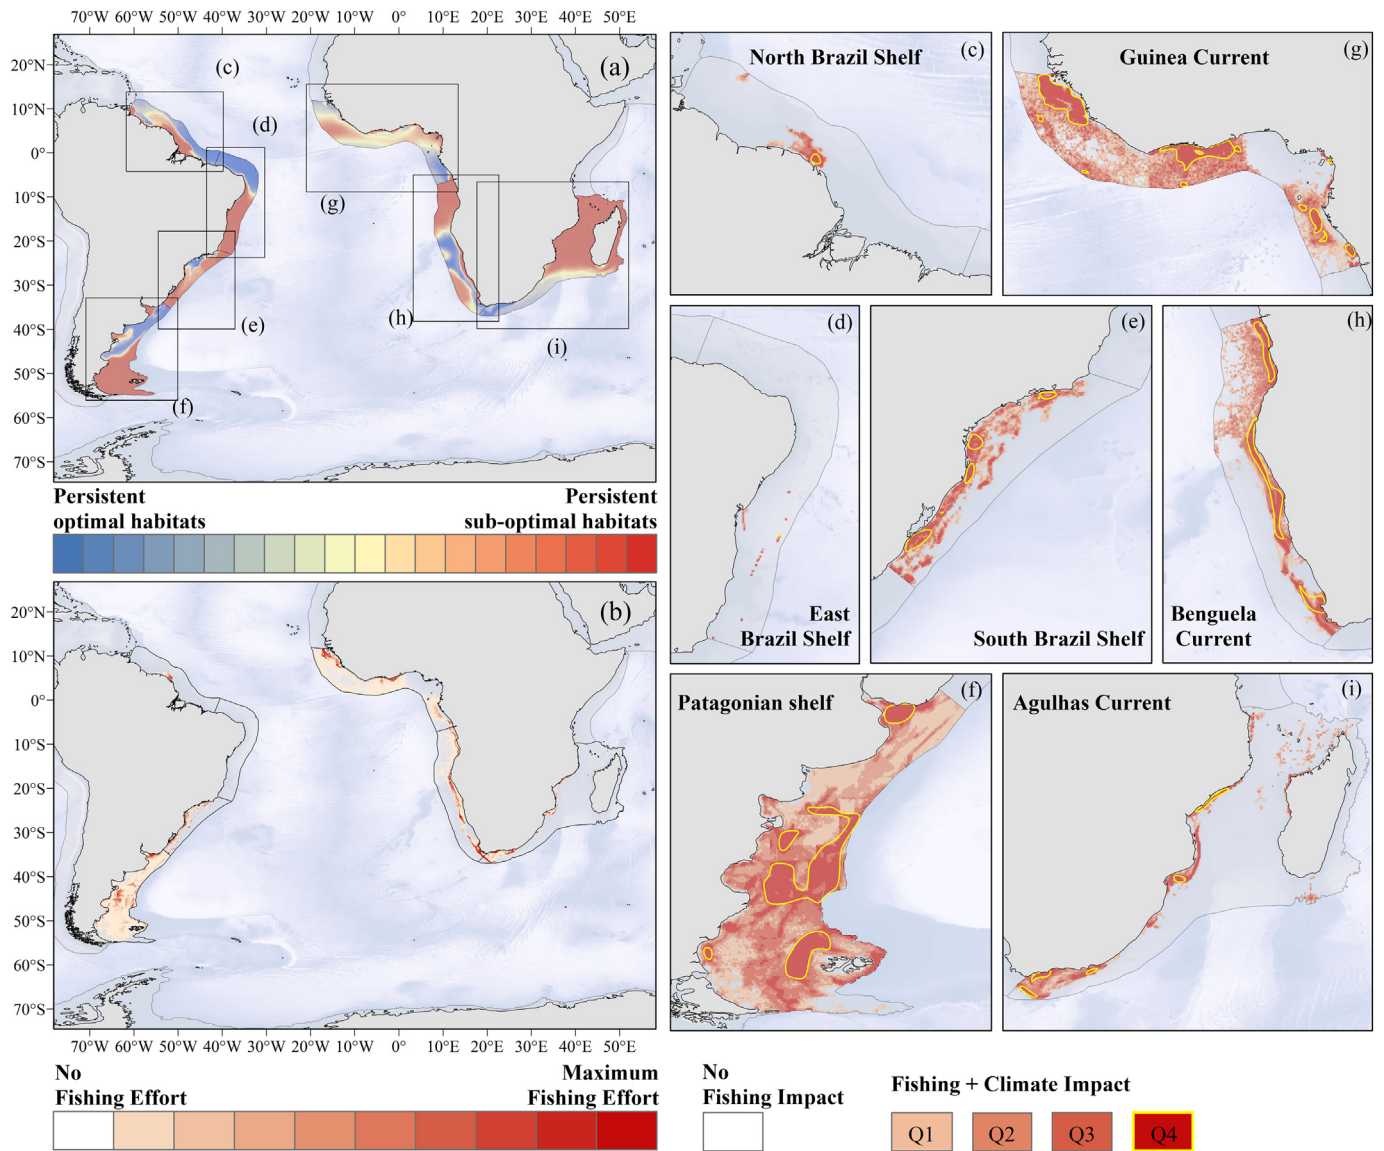 70°W 60°W 50°W 40°W 30°W 20°W 10°W 0° 10°E 20°E 30°E 40°E 50°E
20°N
10°N
0°
10°S
20°S
30°S
40°S
50°S
60°S
70°S
(a)
(c)
(d)
(e)
(f)
(g)
(h)
(i)
Persistent
optimal habitats
Persistent
sub-optimal habitats
20°N
10°N
0°
10°S
20°S
30°S
40°S
50°S
60°S
70°S
(b)
70°W 60°W 50°W 40°W 30°W 20°W 10°W 0° 10°E 20°E 30°E 40°E 50°E
No
Fishing Effort
Maximum
Fishing Effort
North Brazil Shelf
(c)
Guinea Current
(g)
(d)
East
Brazil Shelf
(e)
South Brazil Shelf
(h)
Benguela
Current
Patagonian shelf
(f)
Agulhas Current
(i)
No
Fishing Impact
Fishing + Climate Impact
Q1 Q2 Q3 Q4